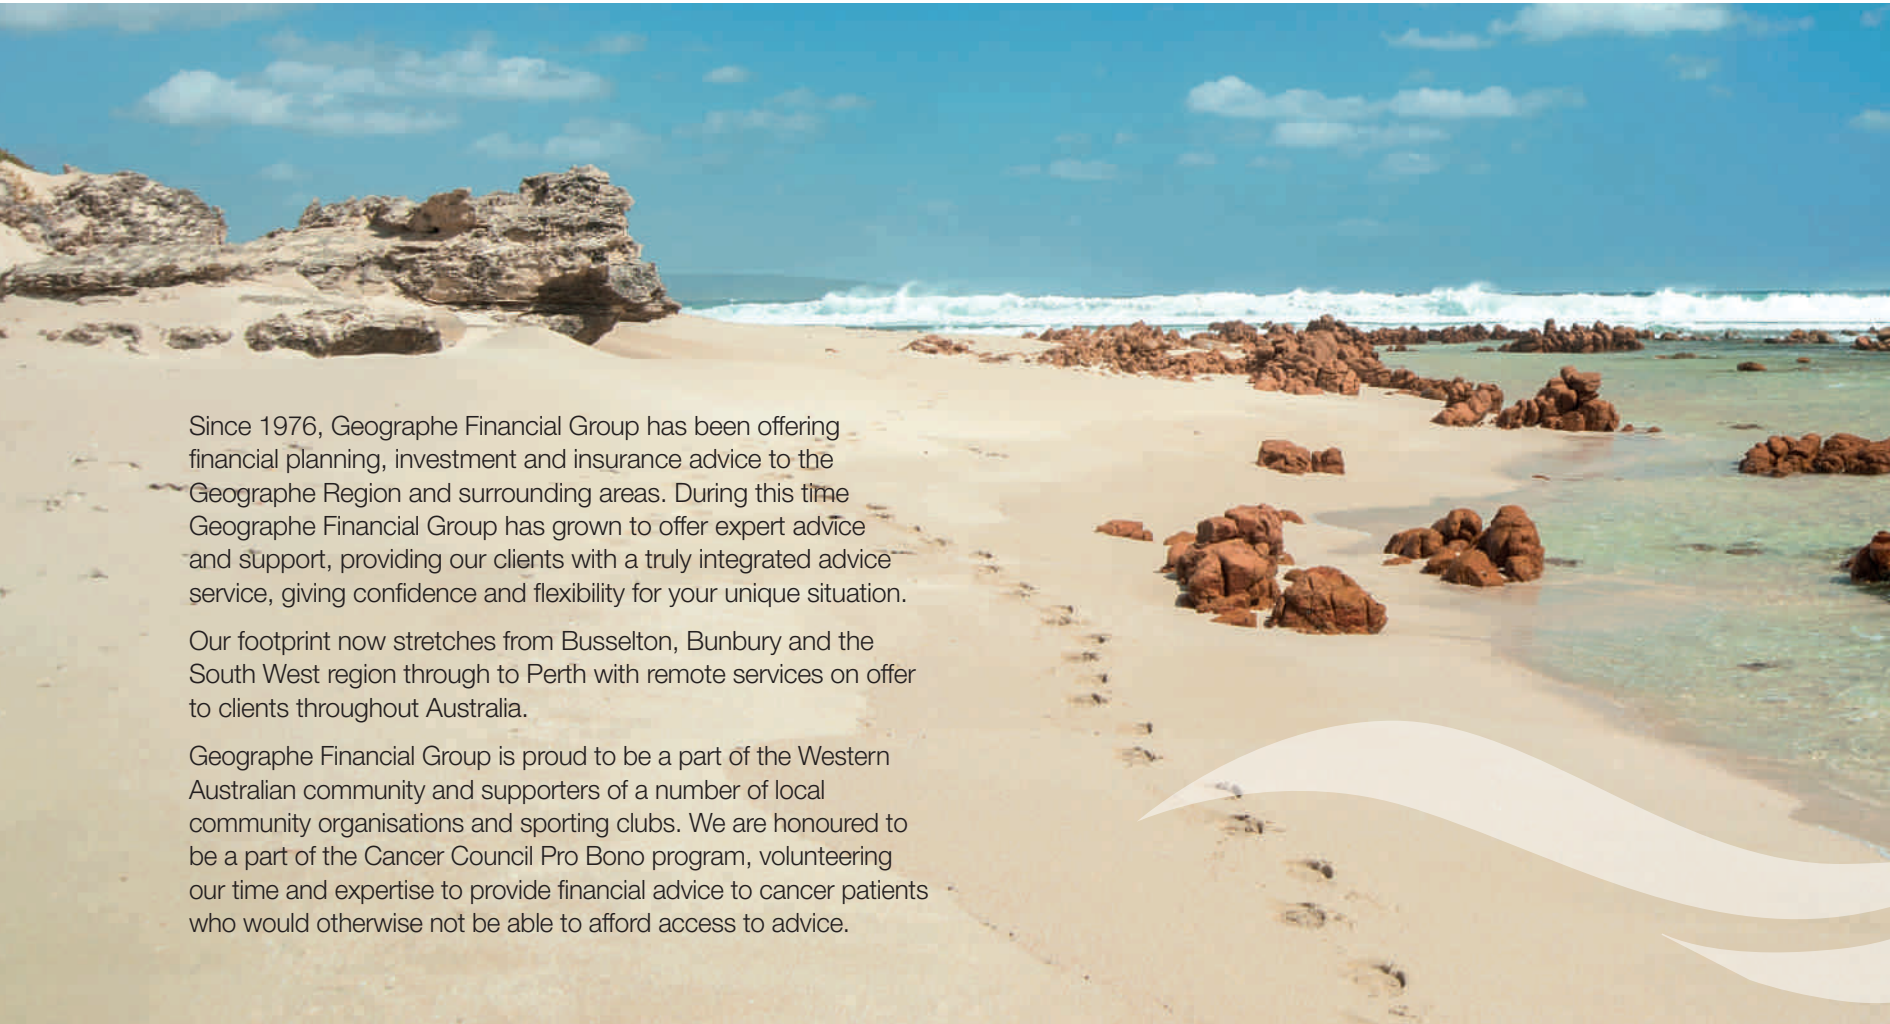 Since 1976, Geographe Financial Group has been offering
financial planning, investment and insurance advice to the
Geographe Region and surrounding areas. During this time
Geographe Financial Group has grown to offer expert advice
and support, providing our clients with a truly integrated advice
service, giving confidence and flexibility for your unique situation.
Our footprint now stretches from Busselton, Bunbury and the
South West region through to Perth with remote services on offer
to clients throughout Australia.
Geographe Financial Group is proud to be a part of the Western
Australian community and supporters of a number of local
community organisations and sporting clubs. We are honoured to
be a part of the Cancer Council Pro Bono program, volunteering
our time and expertise to provide financial advice to cancer patients
who would otherwise not be able to afford access to advice.